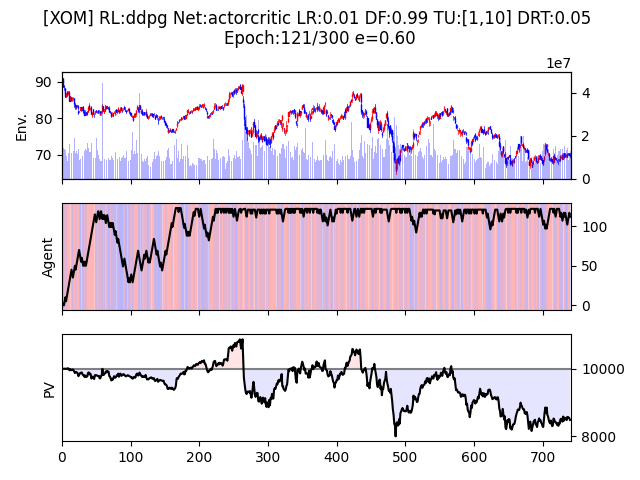 [XOM] RL:ddpg Net:actorcritic LR:0.01 DF:0.99 TU:[1,10] DRT:0.05
Epoch:121/300 e=0.60
1e7
90
80
70
Env.
4
2
0
Agent
100
50
0
PV
10000
8000
0 100 200 300 400 500 600 700